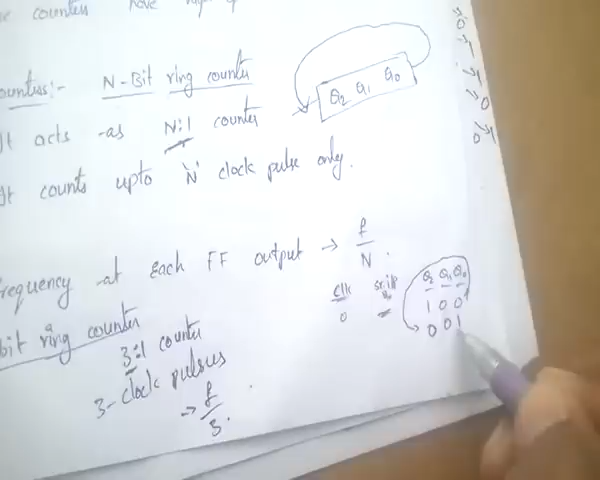 counters have
counters:- N-Bit ring counter
It acts as N:1 counter
It counts upto 'N' clock pulse only.
Q2 Q1 Q0
frequency at each FF output → f/N.
bit ring counter
3:1 counter
3-clock pulses
→ f/3.
Clk
0
Q2 Q1 Q0
1 0 0
0 0 1